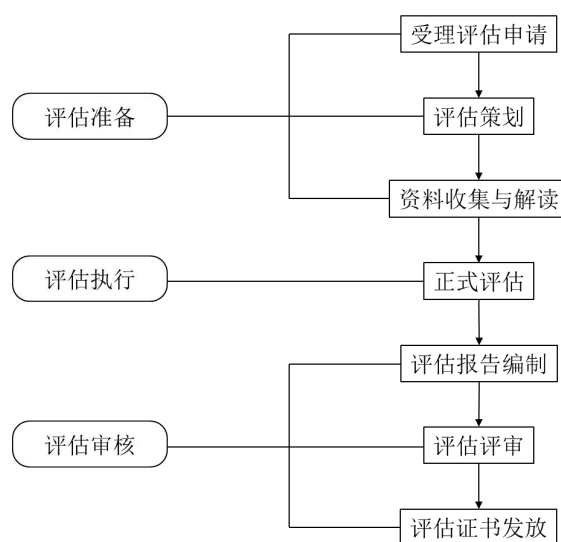 受理评估申请
评估准备
评估策划
资料收集与解读
评估执行
正式评估
评估报告编制
评估审核
评估评审
评估证书发放